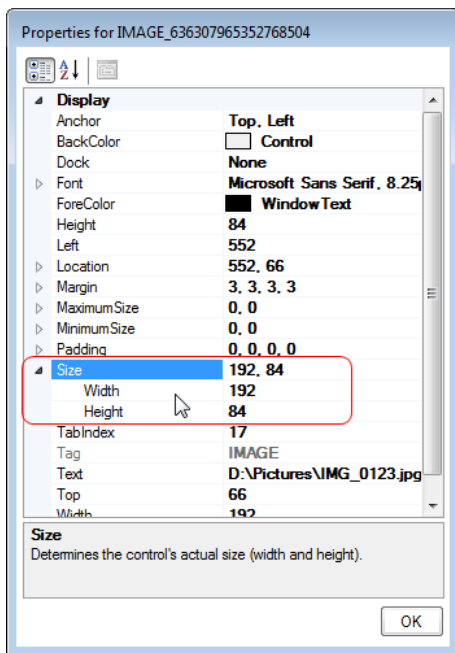 Properties for IMAGE_636307965352768504
A Z
Display
Anchor Top, Left
BackColor Control
Dock None
Font Microsoft Sans Serif, 8.25p
ForeColor WindowText
Height 84
Left 552
Location 552, 66
Margin 3, 3, 3, 3
MaximumSize 0, 0
MinimumSize 0, 0
Padding 0, 0, 0, 0
Size 192, 84
Width 192
Height 84
TabIndex 17
Tag IMAGE
Text D:\Pictures\IMG_0123.jpg
Top 66
Width 192
Size
Determines the control's actual size (width and height).
OK